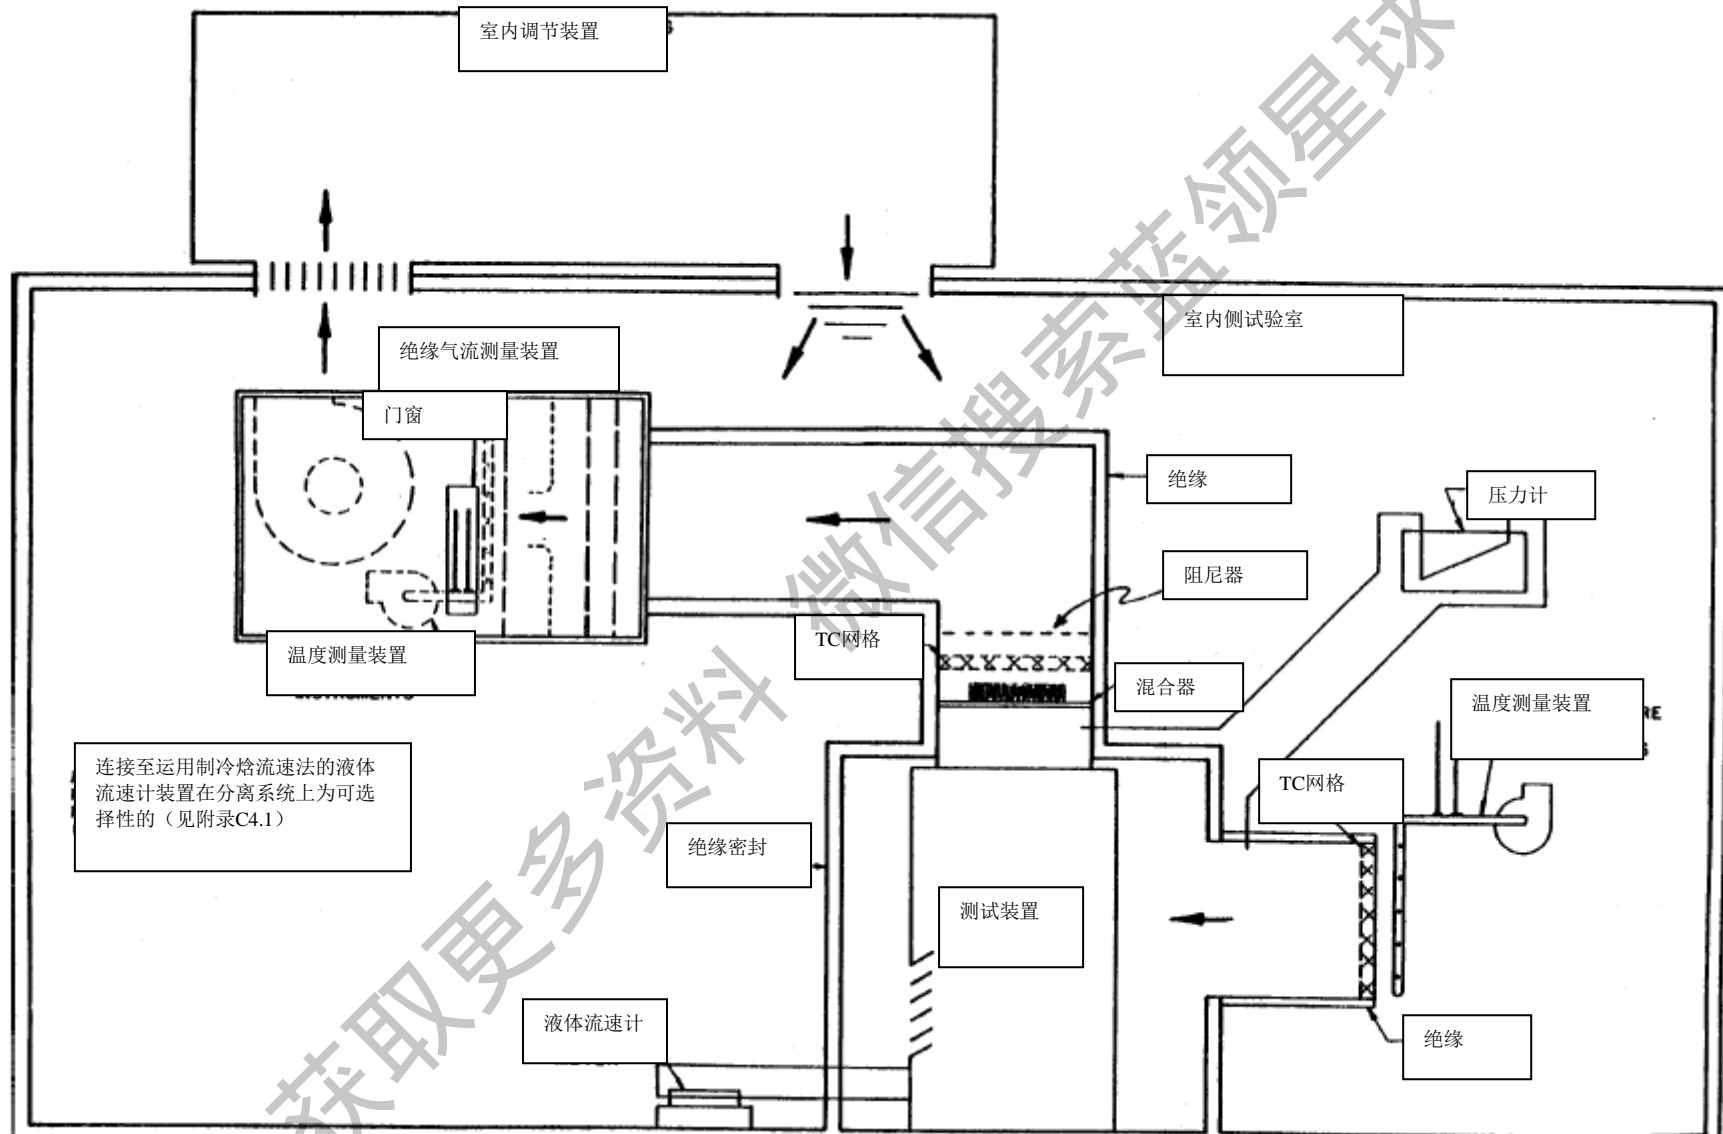 室内调节装置
室内侧试验室
绝缘气流测量装置
门窗
绝缘
压力计
阻尼器
TC网格
温度测量装置
混合器
温度测量装置
RE
连接至运用制冷焓流速法的液体
流速计装置在分离系统上为可选
择性的（见附录C4.1）
TC网格
绝缘密封
测试装置
液体流速计
绝缘
获取更多资料 微信搜索蓝领星球